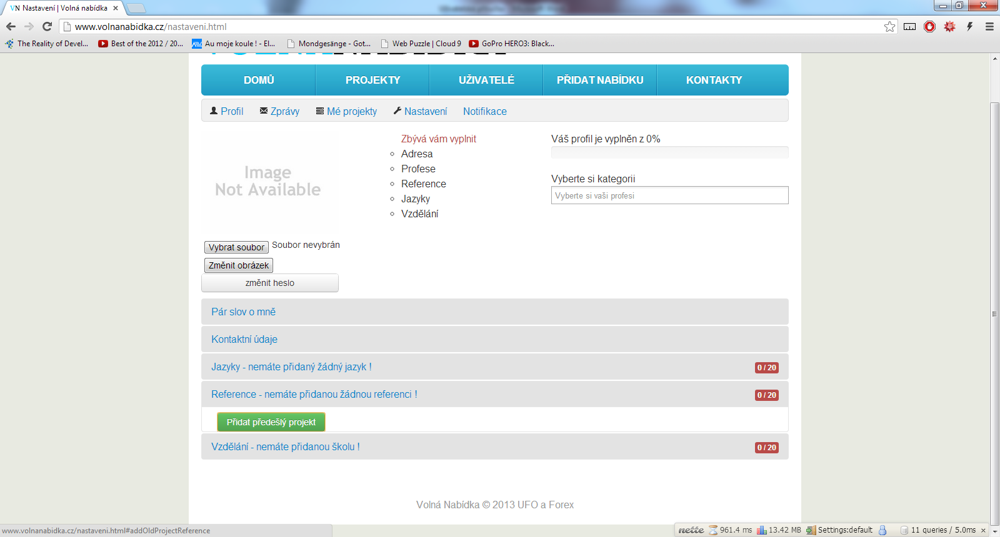 VN Nastavení | Volná nabídka
www.volnanabidka.cz/nastaveni.html
The Reality of Devel...
Best of the 2012 / 20...
Au moje koule ! - El...
Mondgesänge - Got...
Web Puzzle | Cloud 9
GoPro HERO3: Black...
DOMŮ
PROJEKTY
UŽIVATELÉ
PŘIDAT NABÍDKU
KONTAKTY
Profil
Zprávy
Mé projekty
Nastavení
Notifikace
Image
Not Available
Zbývá vám vyplnit
Adresa
Profese
Reference
Jazyky
Vzdělání
Váš profil je vyplněn z 0%
Vyberte si kategorii
Vyberte si vaši profesi
Vybrat soubor Soubor nevybrán
Změnit obrázek
změnit heslo
Pár slov o mně
Kontaktní údaje
Jazyky - nemáte přidaný žádný jazyk !
0 / 20
Reference - nemáte přidanou žádnou referenci !
0 / 20
Přidat předešlý projekt
Vzdělání - nemáte přidanou školu !
0 / 20
Volná Nabídka © 2013 UFO a Forex
www.volnanabidka.cz/nastaveni.html#addOldProjectReference
nette 961.4 ms 13.42 MB Settings:default 11 queries / 5.0ms ×